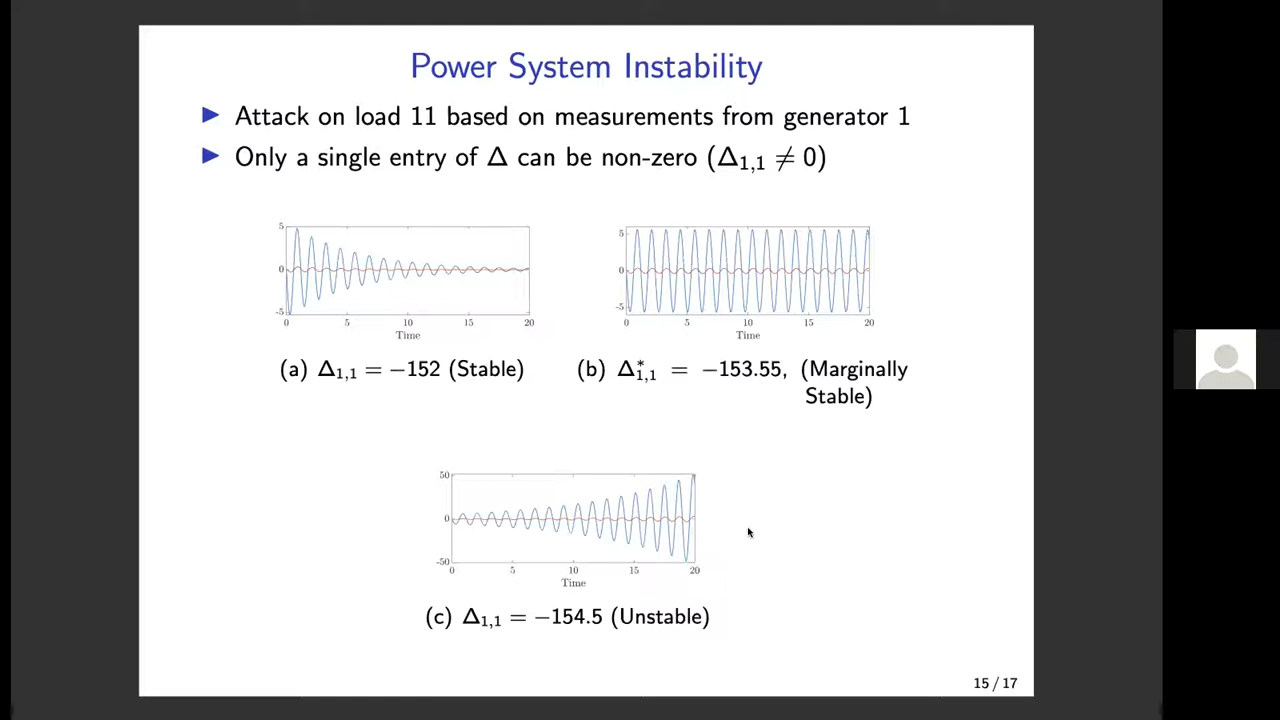 Power System Instability
▶ Attack on load 11 based on measurements from generator 1
▶ Only a single entry of Δ can be non-zero (Δ1,1 ≠ 0)
5
0
-5
0 5 10 15 20
Time
(a) Δ1,1 = −152 (Stable)
5
0
-5
0 5 10 15 20
Time
(b) Δ*1,1 = −153.55, (Marginally
Stable)
50
0
-50
0 5 10 15 20
Time
(c) Δ1,1 = −154.5 (Unstable)
15 / 17